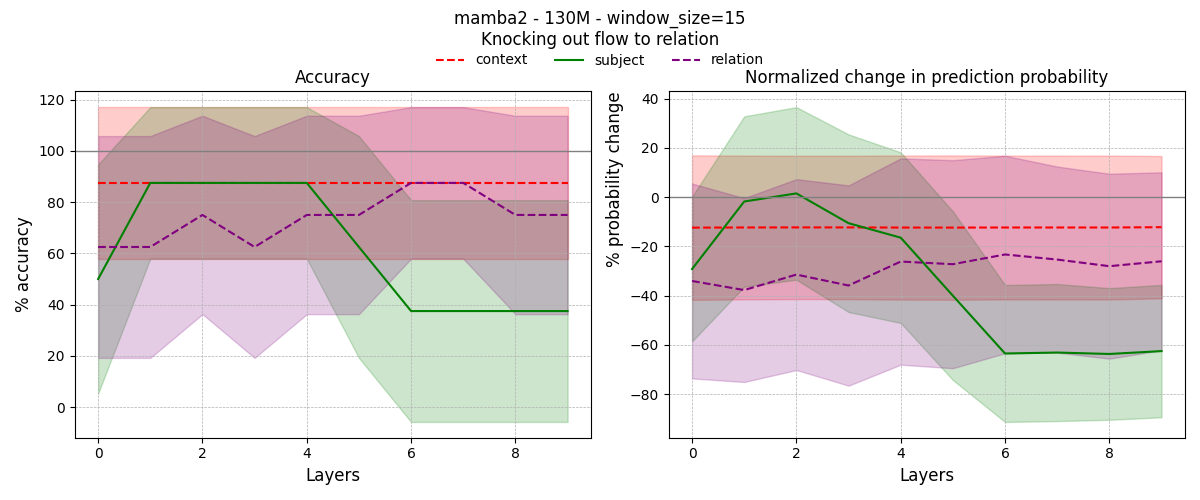 mamba2 - 130M - window_size=15
Knocking out flow to relation
context subject relation
Accuracy
% accuracy
120
100
80
60
40
20
0
0 2 4 6 8
Layers
Normalized change in prediction probability
% probability change
40
20
0
−20
−40
−60
−80
0 2 4 6 8
Layers